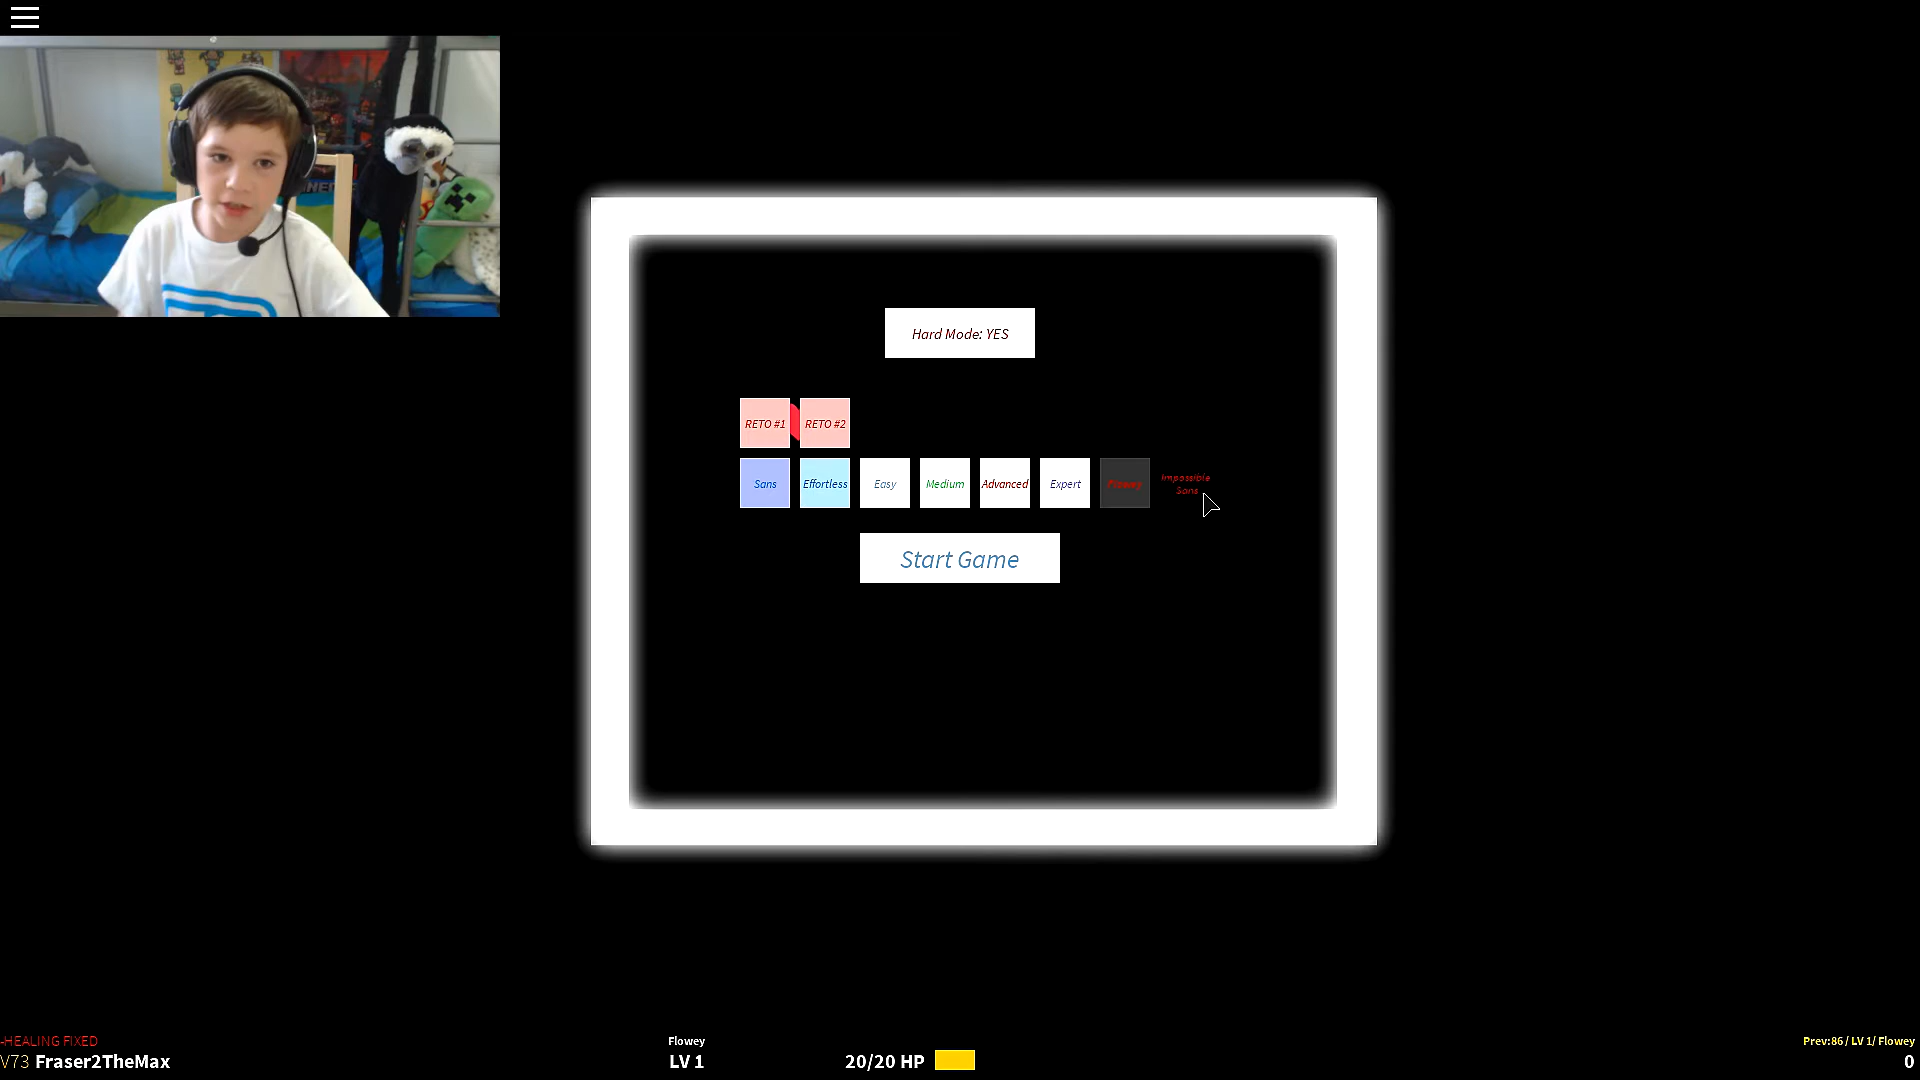 Hard Mode: YES
RETO #1 RETO #2
Sans Effortless Easy Medium Advanced Expert Flowey Impossible
Sans
Start Game
-HEALING FIXED
V73 Fraser2TheMax
Flowey
LV 1
20/20 HP
Prev:86/ LV 1/ Flowey
0